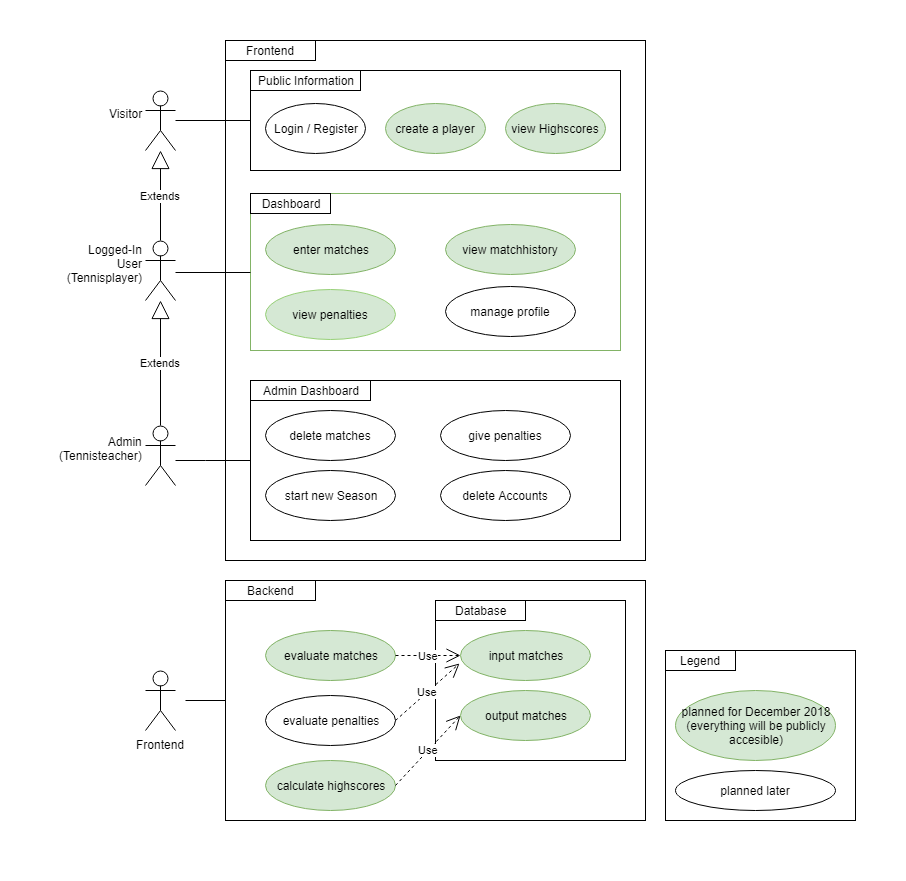 Frontend
Public Information
Visitor
Login / Register
create a player
view Highscores
Extends
Dashboard
Logged-In
User
(Tennisplayer)
enter matches
view matchhistory
view penalties
manage profile
Extends
Admin Dashboard
Admin
(Tennisteacher)
delete matches
give penalties
start new Season
delete Accounts
Backend
Database
evaluate matches
Use
input matches
Use
evaluate penalties
output matches
Use
calculate highscores
Frontend
Legend
planned for December 2018
(everything will be publicly
accesible)
planned later